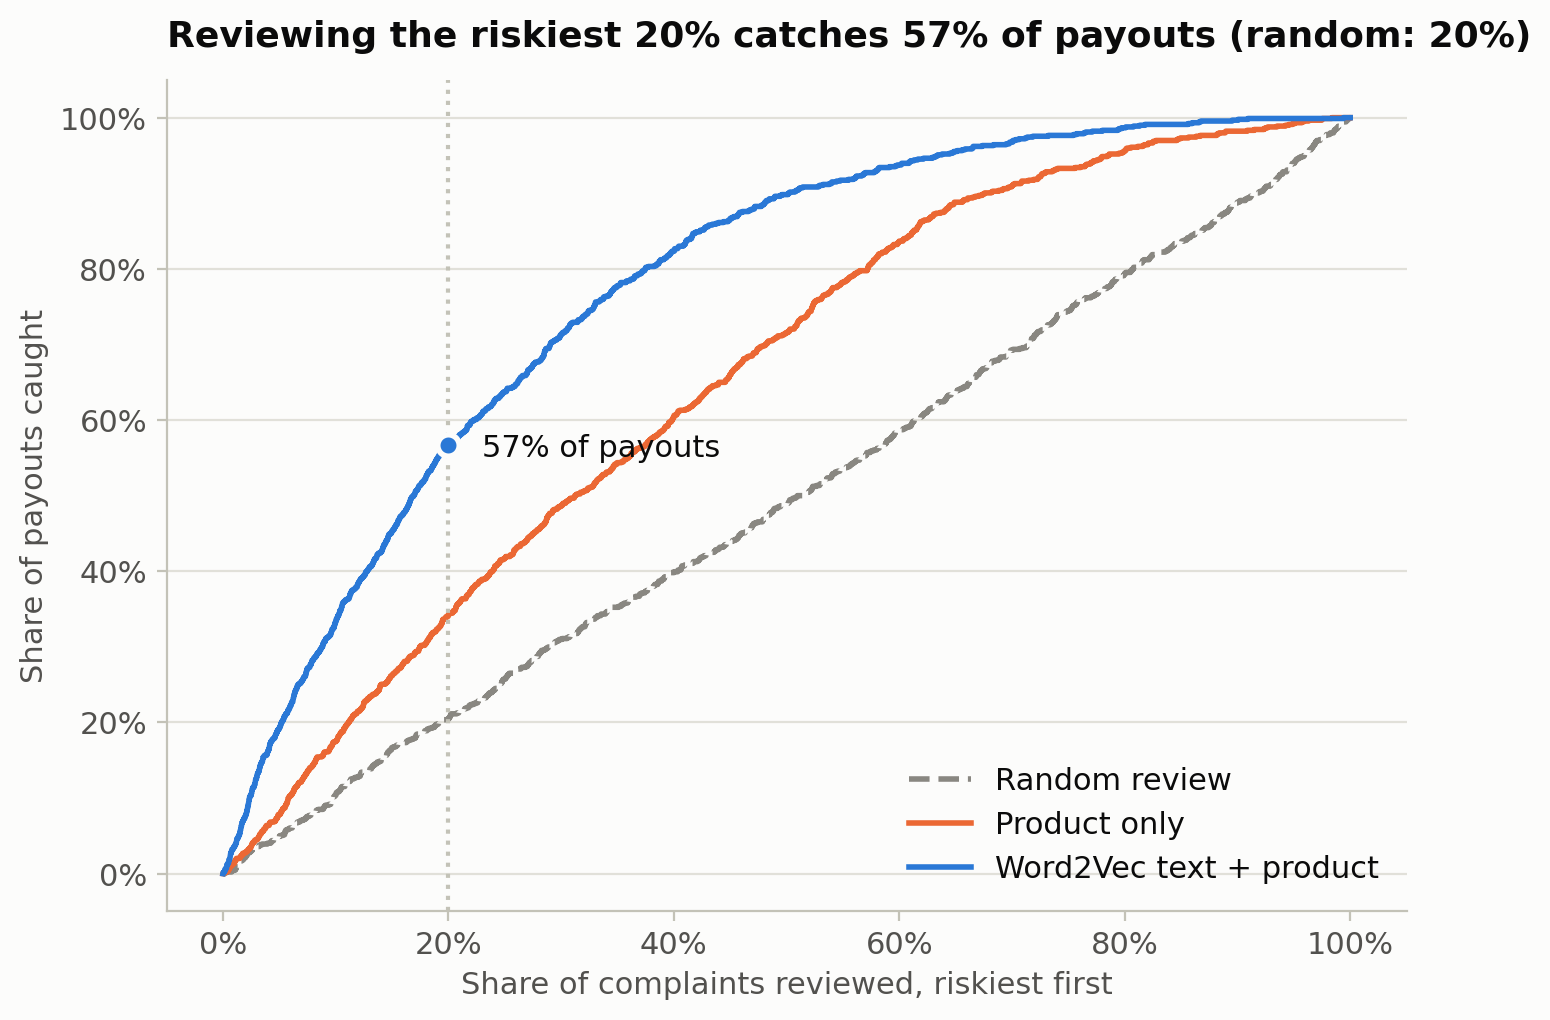 Reviewing the riskiest 20% catches 57% of payouts (random: 20%)
Share of payouts caught
100%
80%
60%
40%
20%
0%
57% of payouts
Random review
Product only
Word2Vec text + product
0%
20%
40%
60%
80%
100%
Share of complaints reviewed, riskiest first